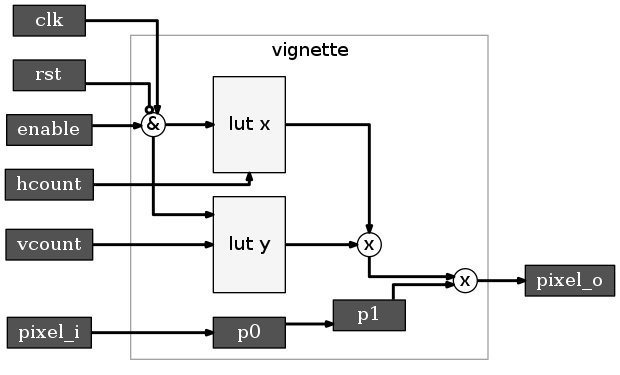 clk
vignette
rst
enable
&
lut x
hcount
vcount
lut y
x
x
pixel_o
pixel_i
p0
p1